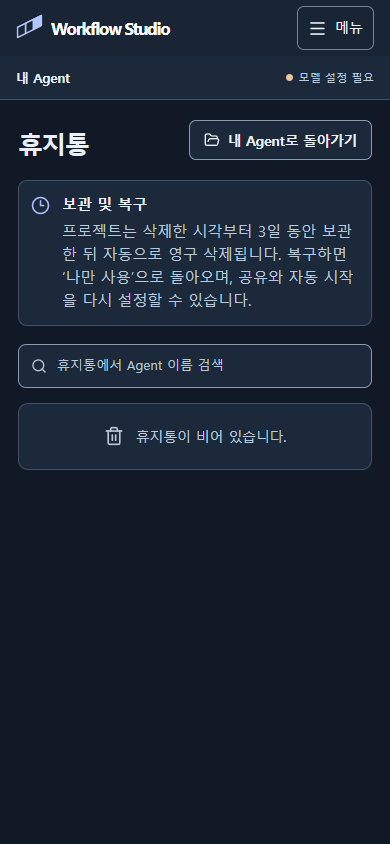 Workflow Studio
메뉴
내 Agent
모델 설정 필요
휴지통
내 Agent로 돌아가기
보관 및 복구
프로젝트는 삭제한 시각부터 3일 동안 보관
한 뒤 자동으로 영구 삭제됩니다. 복구하면
‘나만 사용’으로 돌아오며, 공유와 자동 시작
을 다시 설정할 수 있습니다.
휴지통에서 Agent 이름 검색
휴지통이 비어 있습니다.